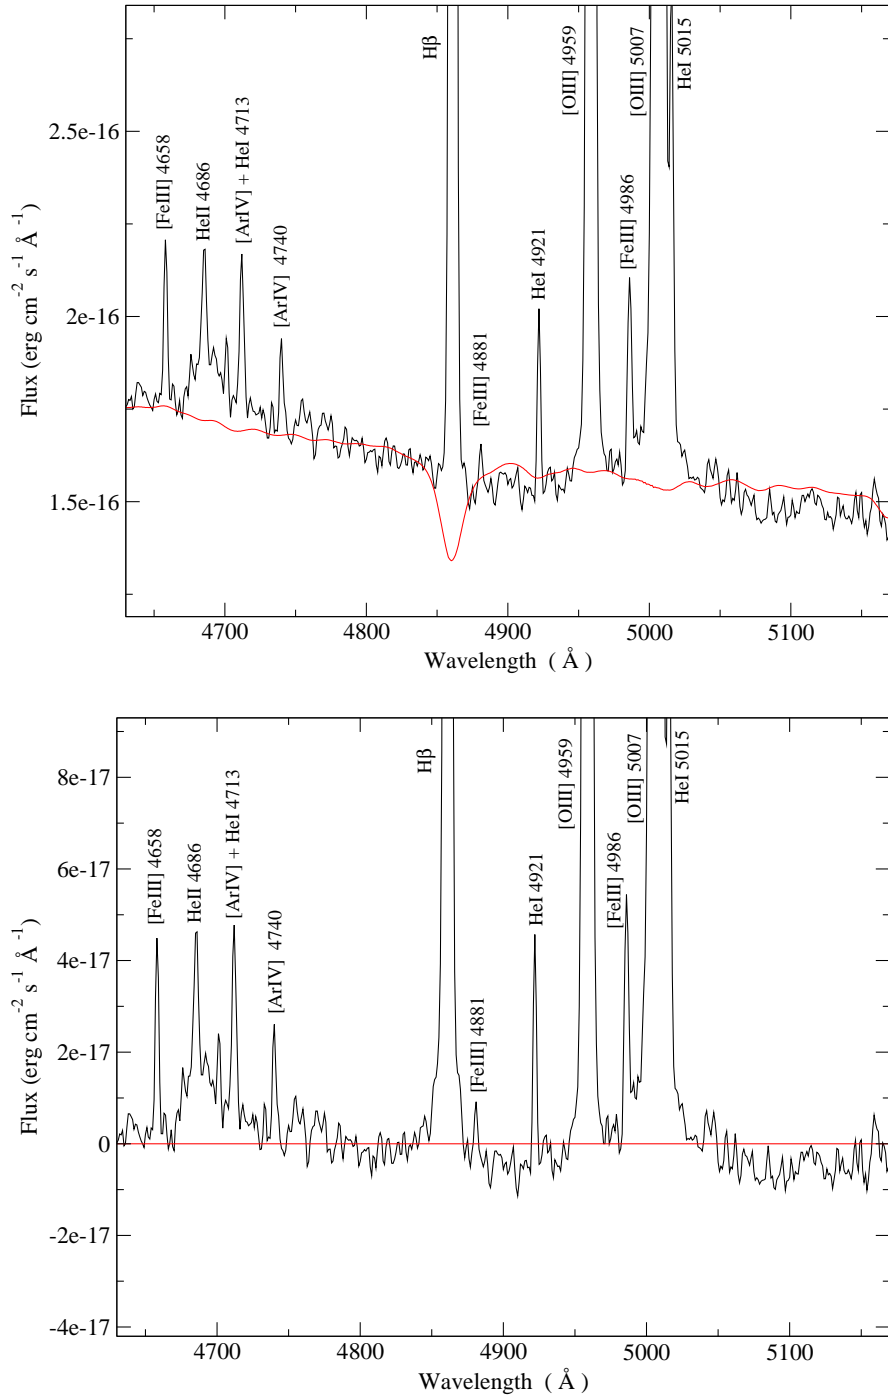 Hβ
[OIII] 4959
[OIII] 5007
HeI 5015
[FeIII] 4658
HeII 4686
[ArIV] + HeI 4713
[ArIV] 4740
[FeIII] 4881
HeI 4921
[FeIII] 4986
2.5e-16
2e-16
1.5e-16
Flux (erg cm-2 s-1 Å-1)
4700
4800
4900
5000
5100
Wavelength ( Å )
Hβ
[OIII] 4959
[OIII] 5007
HeI 5015
[FeIII] 4658
HeII 4686
[ArIV] + HeI 4713
[ArIV] 4740
[FeIII] 4881
HeI 4921
[FeIII] 4986
8e-17
6e-17
4e-17
2e-17
0
-2e-17
-4e-17
Flux (erg cm-2 s-1 Å-1)
4700
4800
4900
5000
5100
Wavelength ( Å )